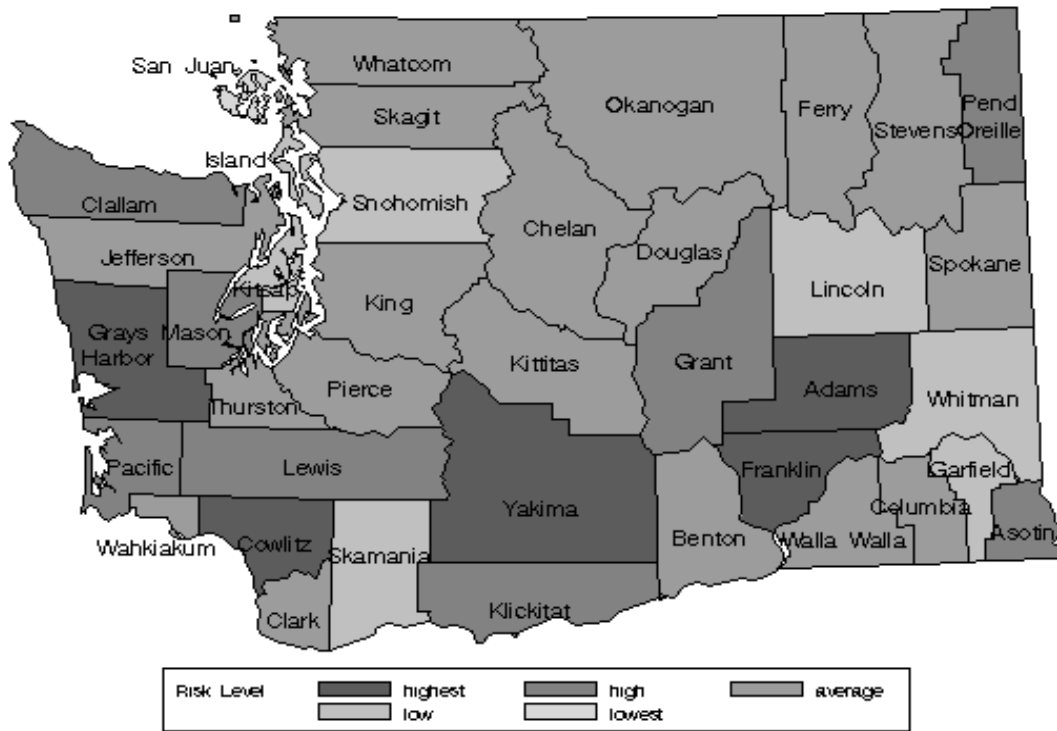 San Juan
Whatcom
Okanogan
Ferry
Pend
Oreille
Stevens
Skagit
Island
Snohomish
Clallam
Chelan
Douglas
Jefferson
Spokane
Kitsap
Lincoln
King
Grays
Harbor
Mason
Kittitas
Grant
Pierce
Adams
Thurston
Whitman
Pacific
Lewis
Franklin
Garfield
Yakima
Columbia
Wahkiakum
Cowlitz
Skamania
Benton
Walla Walla
Asotin
Clark
Klickitat
Risk Level
highest
high
average
low
lowest